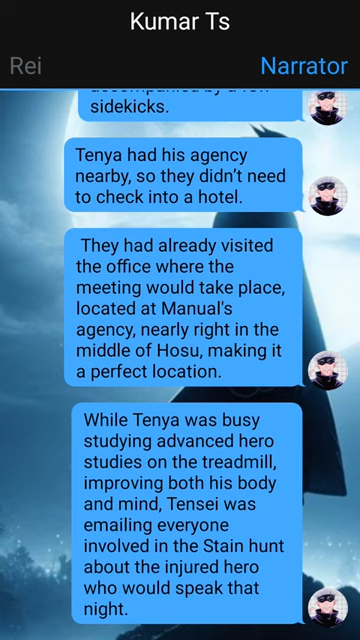 Kumar Ts
Rei
Narrator
sidekicks.
Tenya had his agency
nearby, so they didn't need
to check into a hotel.
They had already visited
the office where the
meeting would take place,
located at Manual's
agency, nearly right in the
middle of Hosu, making it
a perfect location.
While Tenya was busy
studying advanced hero
studies on the treadmill,
improving both his body
and mind, Tensei was
emailing everyone
involved in the Stain hunt
about the injured hero
who would speak that
night.